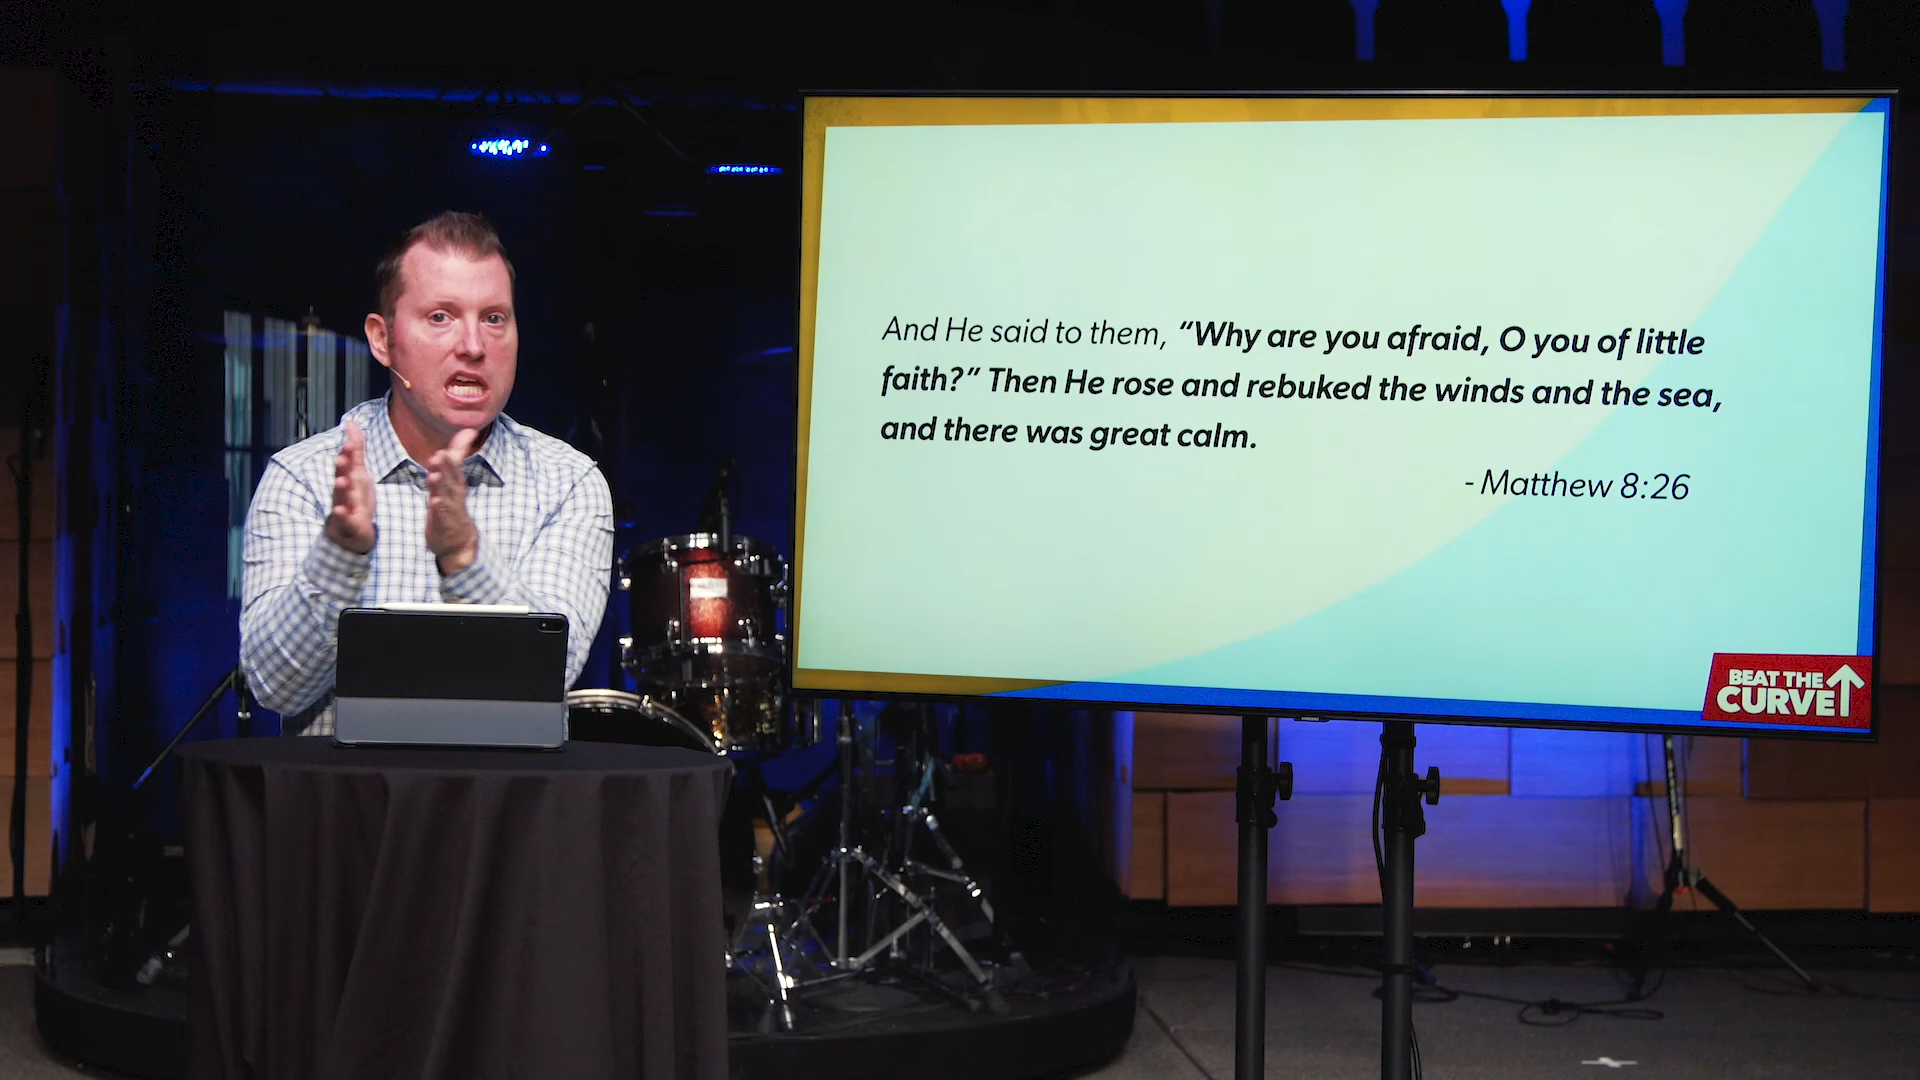 And He said to them, “Why are you afraid, O you of little
faith?” Then He rose and rebuked the winds and the sea,
and there was great calm.
- Matthew 8:26
BEAT THE
CURVE